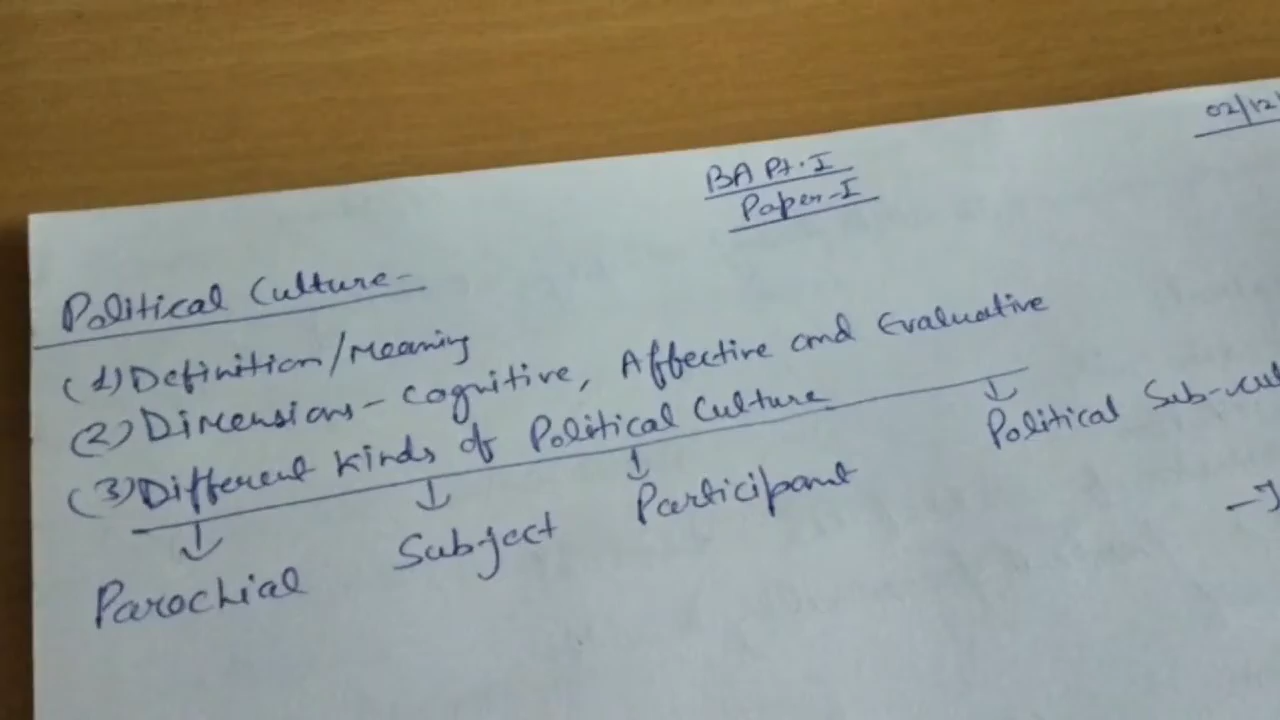 02/12/
BA Pt. I
Paper-I
Political Culture-
(1) Definition/Meaning
(2) Dimensions- Cognitive, Affective and Evaluative
(3) Different Kinds of Political Culture
Parochial Subject Participant Political Sub-cul